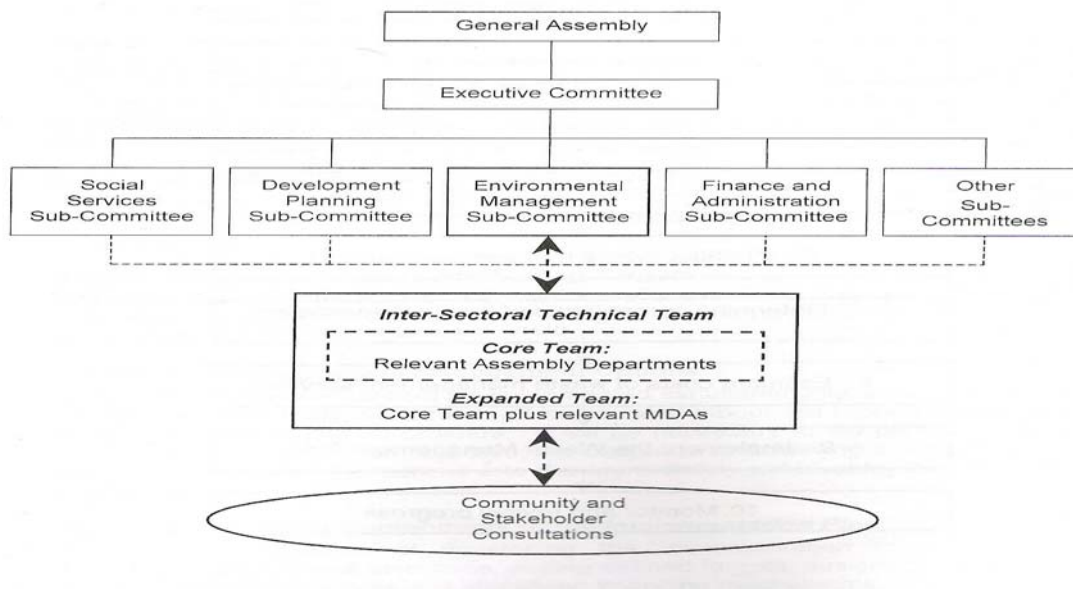 General Assembly
Executive Committee
Social
Services
Sub-Committee
Development
Planning
Sub-Committee
Environmental
Management
Sub-Committee
Finance and
Administration
Sub-Committee
Other
Sub-
Committees
Inter-Sectoral Technical Team
Core Team:
Relevant Assembly Departments
Expanded Team:
Core Team plus relevant MDAs
Community and
Stakeholder
Consultations